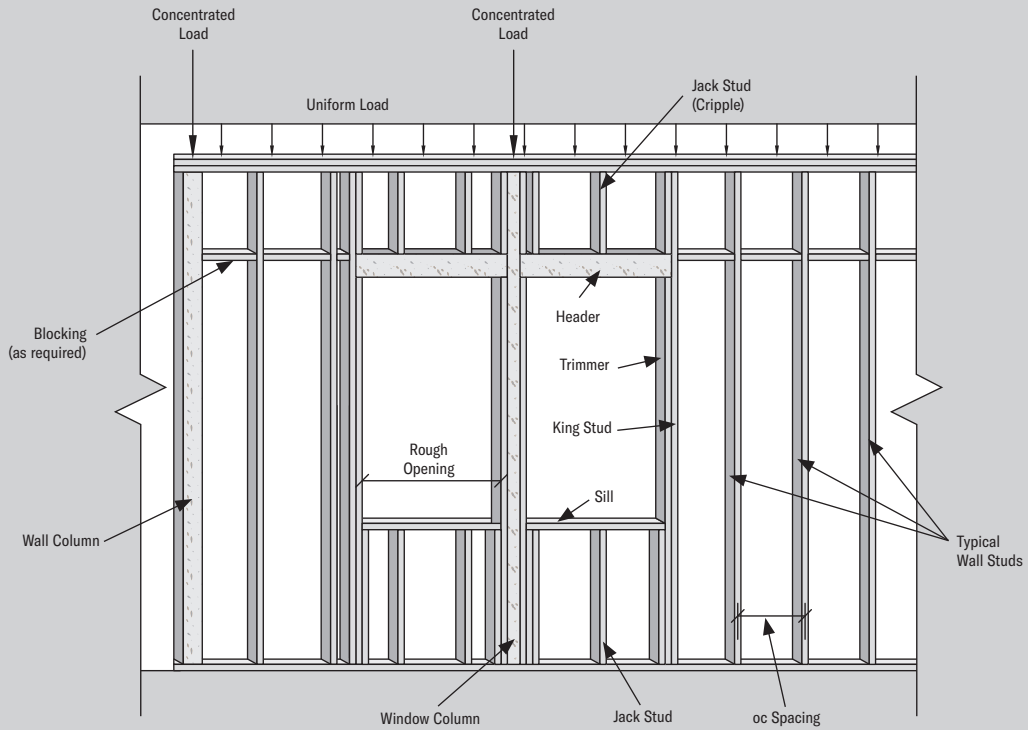 Concentrated
Load
Concentrated
Load
Jack Stud
(Cripple)
Uniform Load
Header
Blocking
(as required)
Trimmer
King Stud
Rough
Opening
Sill
Wall Column
Typical
Wall Studs
Window Column
Jack Stud
oc Spacing